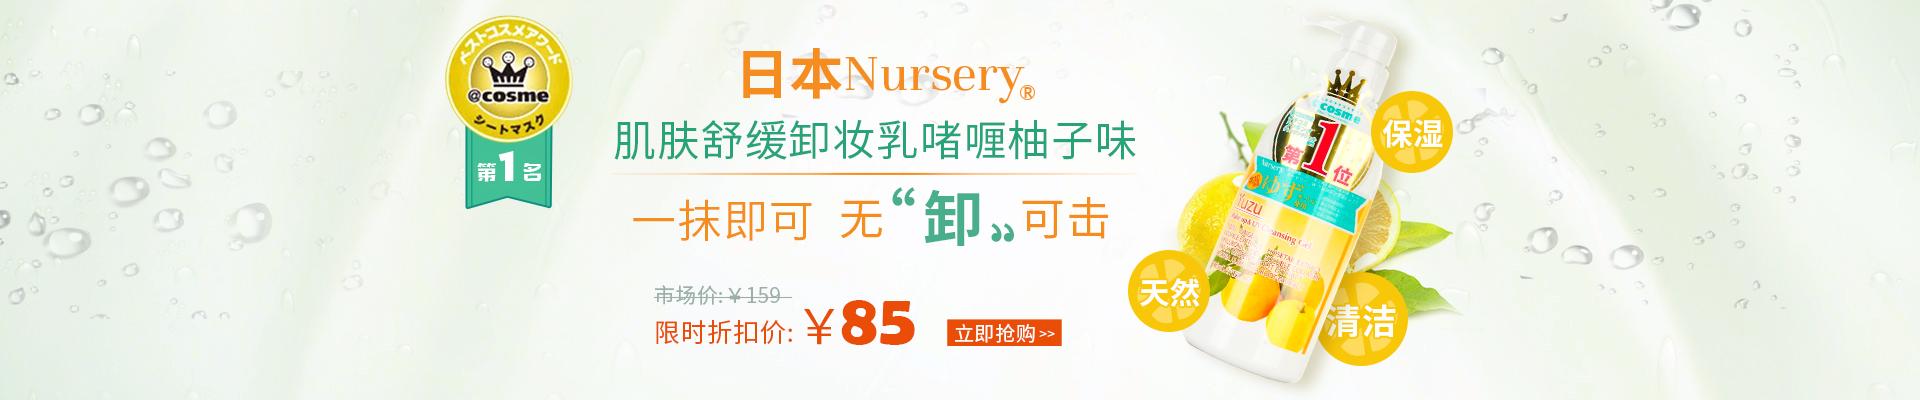 ベストコスメアワード
@cosme
シートマスク
第1名
日本Nursery®
肌肤舒缓卸妆乳啫喱柚子味
一抹即可 无“卸”可击
市场价:￥159
限时折扣价:￥85
立即抢购>>
@cosme
第1位
Nursery
ゆず
Yuzu
Make up & UV Cleansing Gel
保湿
天然
清洁